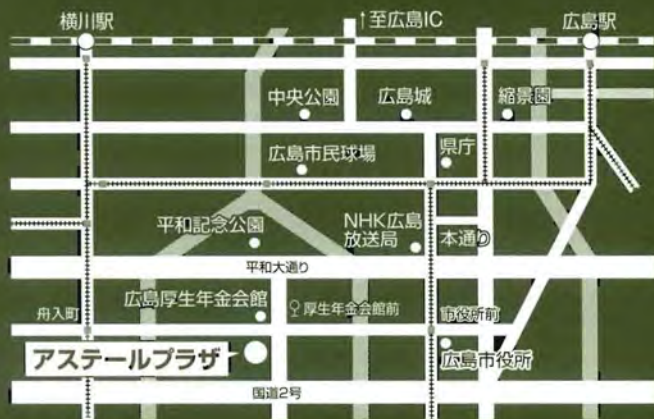 横川駅
↑至広島IC
広島駅
中央公園
広島城
縮景園
広島市民球場
県庁
平和記念公園
NHK広島
放送局
本通り
平和大通り
広島厚生年金会館
舟入町
厚生年金会館前
市役所前
アステールプラザ
広島市役所
国道2号